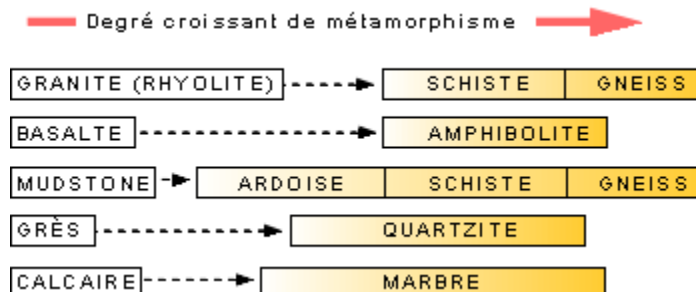 Degré croissant de métamorphisme
GRANITE (RHYOLITE) SCHISTE GNEISS
BASALTE AMPHIBOLITE
MUDSTONE ARDOISE SCHISTE GNEISS
GRÈS QUARTZITE
CALCAIRE MARBRE